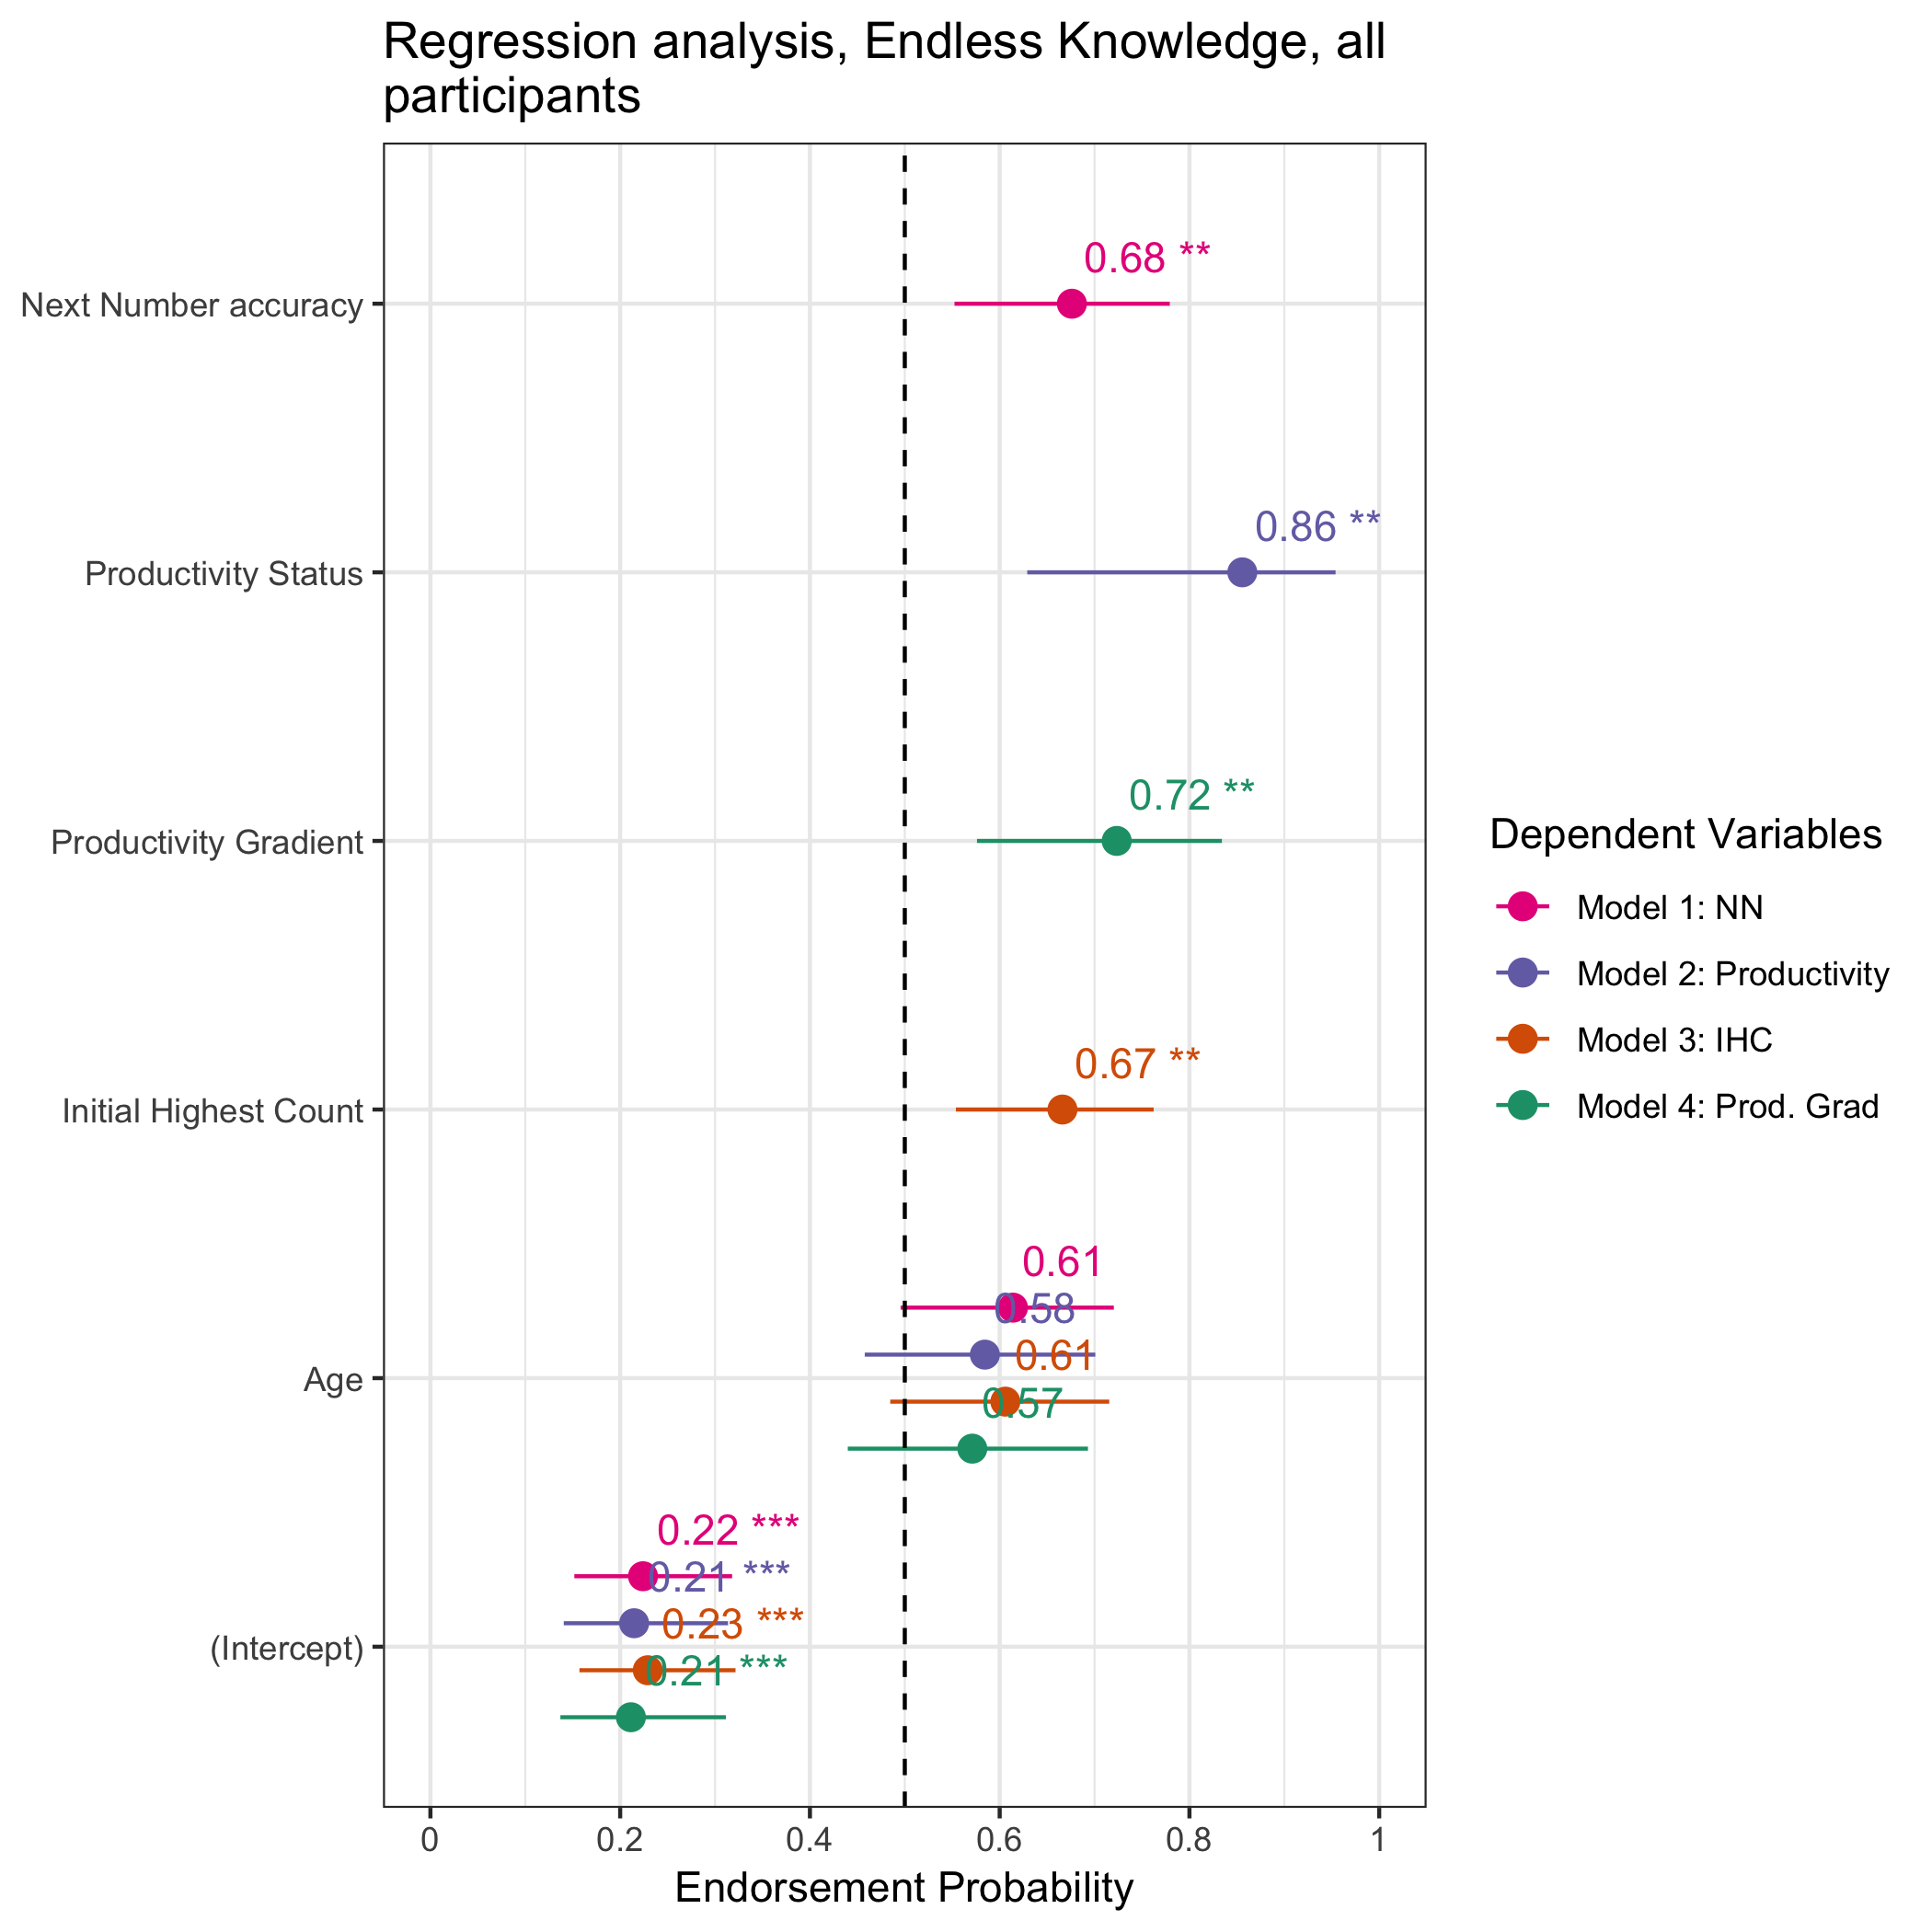 Regression analysis, Endless Knowledge, all
participants
Next Number accuracy
0.68 **
Productivity Status
0.86 **
Productivity Gradient
0.72 **
Initial Highest Count
0.67 **
Age
0.61
0.58
0.61
0.57
(Intercept)
0.22 ***
0.21 ***
0.23 ***
0.21 ***
0 0.2 0.4 0.6 0.8 1
Endorsement Probability
Dependent Variables
Model 1: NN
Model 2: Productivity
Model 3: IHC
Model 4: Prod. Grad